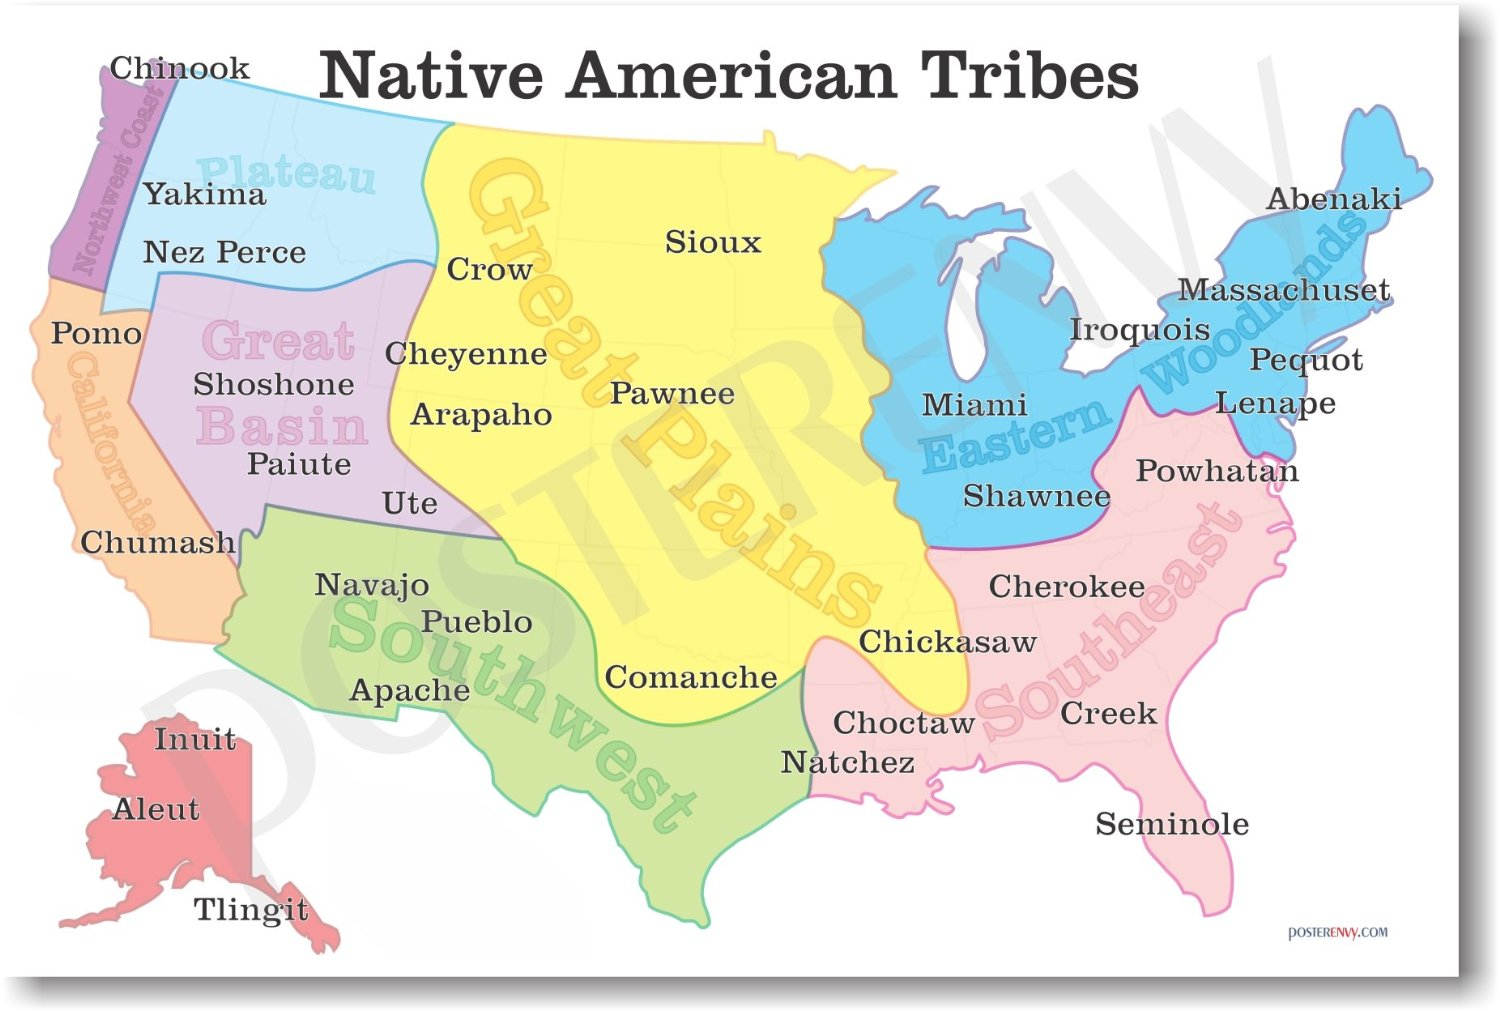 Native American Tribes
Chinook
Northwest Coast
Plateau
Yakima
Nez Perce
Great Plains
Crow
Sioux
Abenaki
Massachuset
Iroquois
Eastern Woodlands
Pequot
Lenape
Pomo
California
Great
Basin
Shoshone
Paiute
Ute
Cheyenne
Arapaho
Pawnee
Miami
Shawnee
Powhatan
Chumash
Navajo
Pueblo
Southwest
Apache
Comanche
Cherokee
Southeast
Chickasaw
Choctaw
Creek
Natchez
Seminole
Inuit
Aleut
Tlingit
POSTERENVY
POSTERENVY.COM